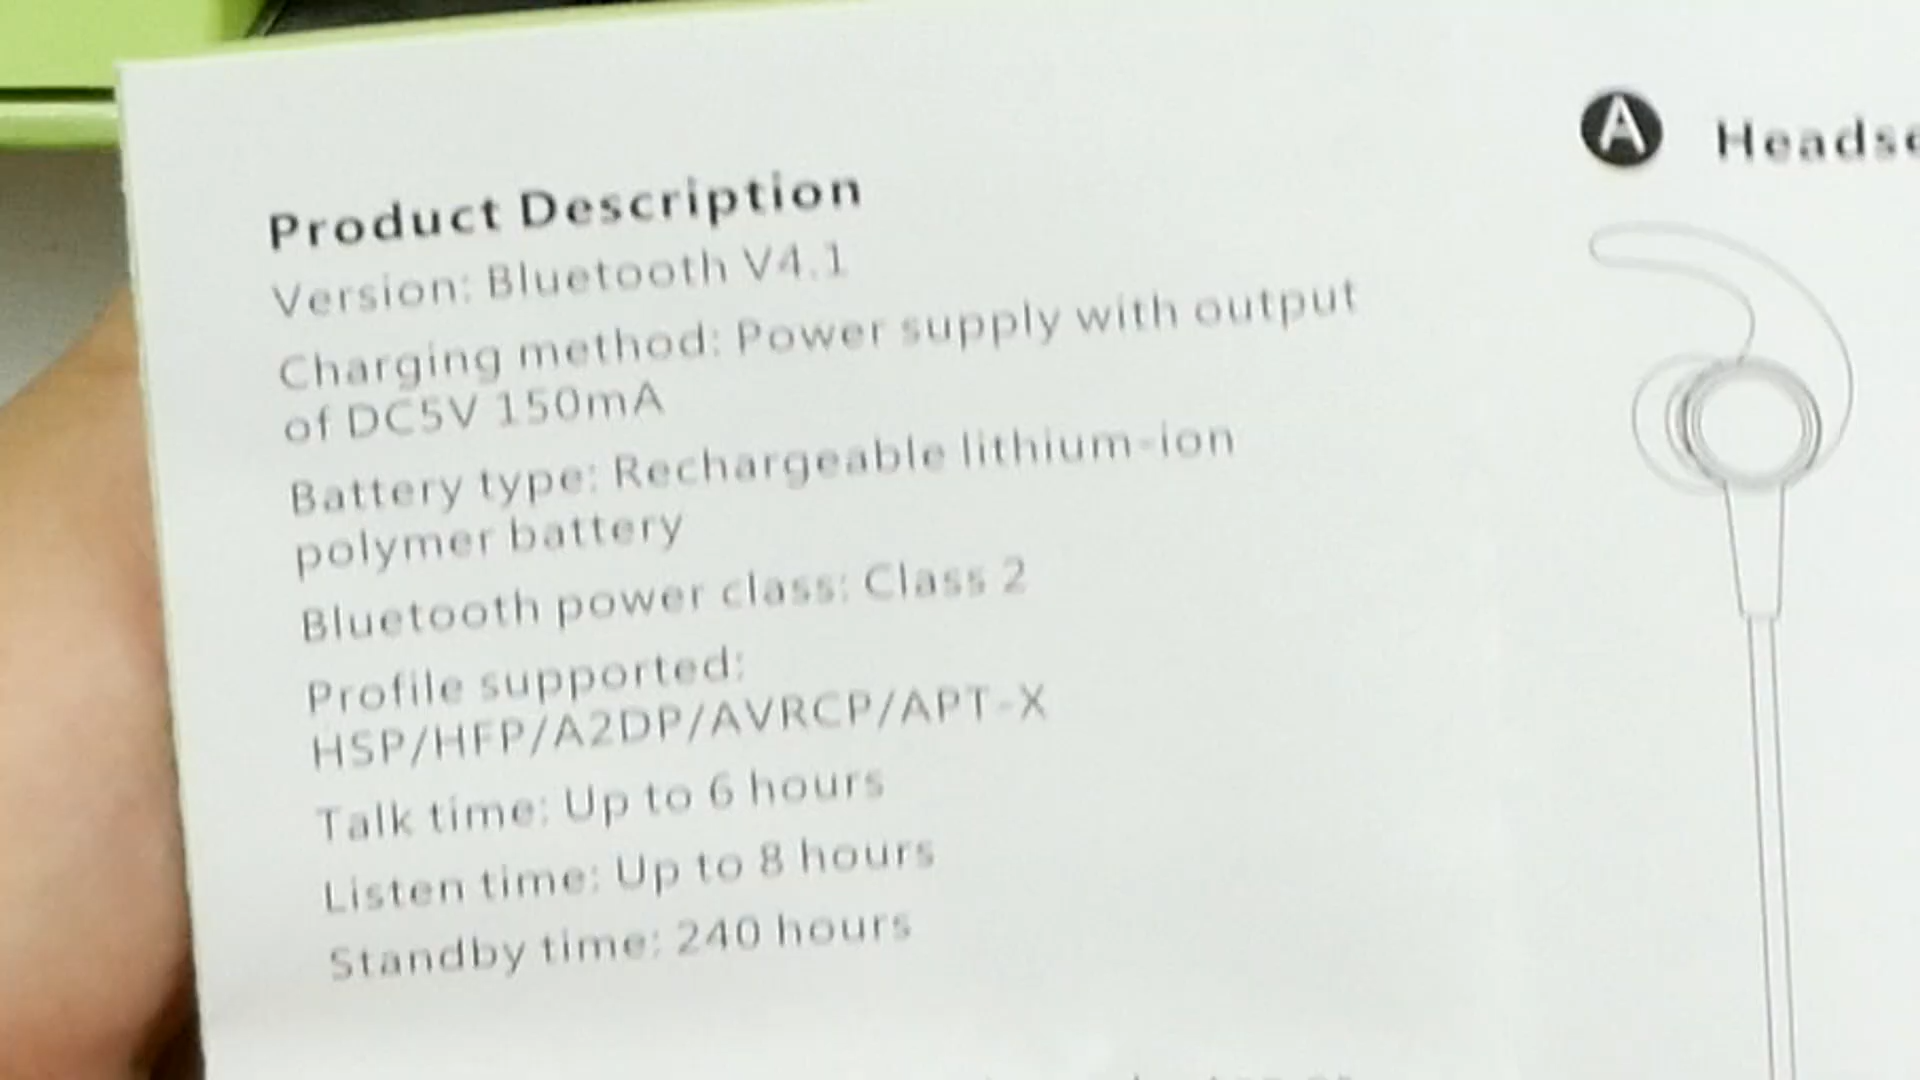 Product Description
Version: Bluetooth V4.1
Charging method: Power supply with output
of DC5V 150mA
Battery type: Rechargeable lithium-ion
polymer battery
Bluetooth power class: Class 2
Profile supported:
HSP/HFP/A2DP/AVRCP/APT-X
Talk time: Up to 6 hours
Listen time: Up to 8 hours
Standby time: 240 hours
A